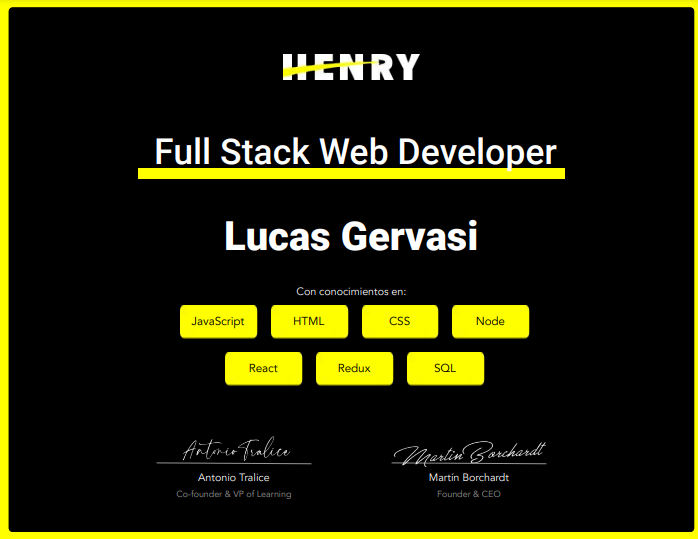 HENRY
Full Stack Web Developer
Lucas Gervasi
Con conocimientos en:
JavaScript HTML CSS Node
React Redux SQL
Antonio Tralice Martin Borchardt
Antonio Tralice Martín Borchardt
Co-founder & VP of Learning Founder & CEO